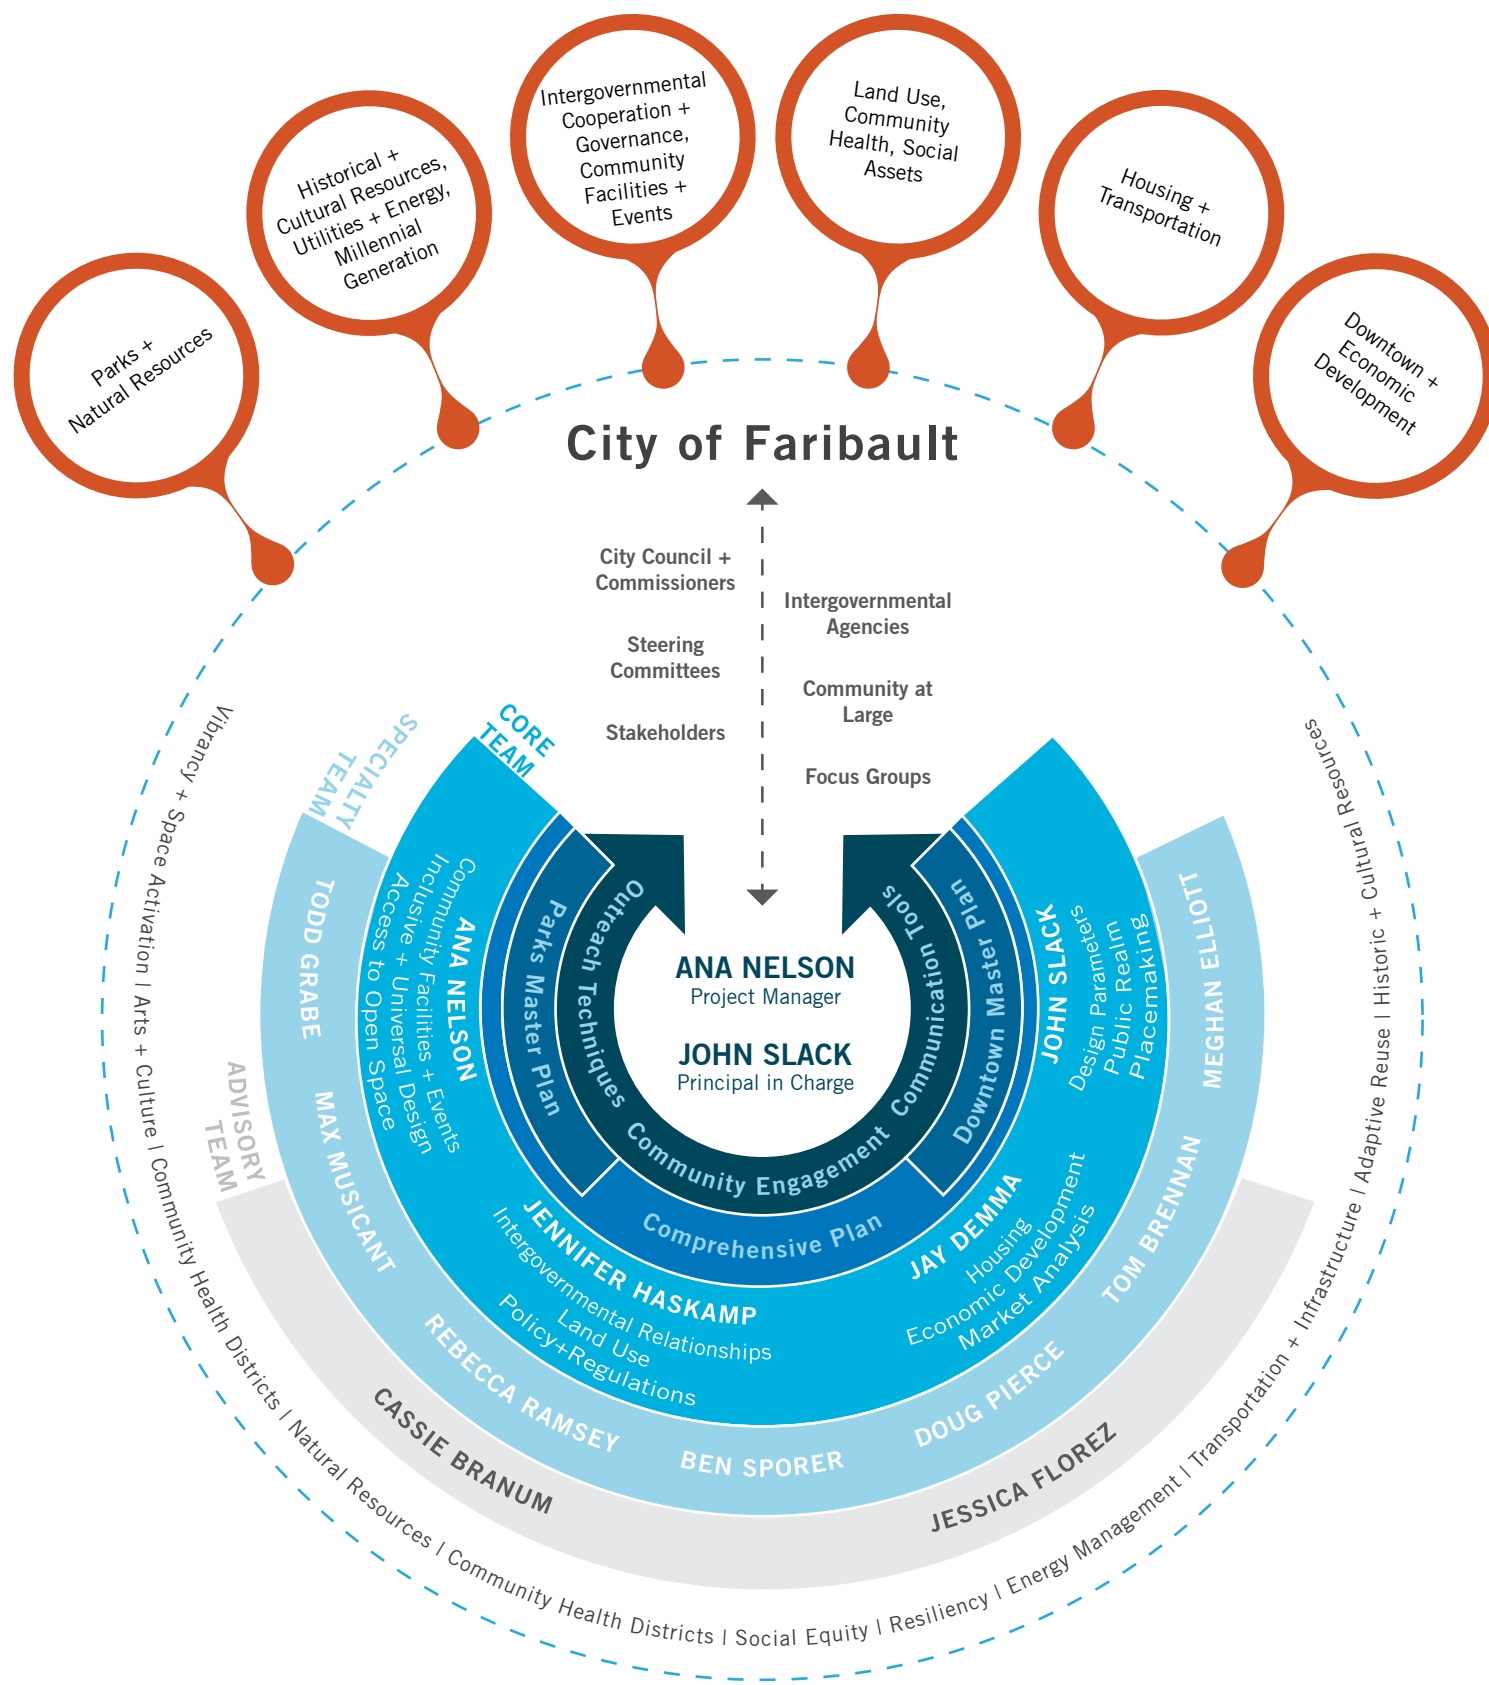 Parks +
Natural Resources
Historical +
Cultural Resources,
Utilities + Energy,
Millennial
Generation
Intergovernmental
Cooperation +
Governance,
Community
Facilities +
Events
Land Use,
Community
Health, Social
Assets
Housing +
Transportation
Downtown +
Economic
Development
City of Faribault
City Council +
Commissioners
Steering
Committees
Stakeholders
Intergovernmental
Agencies
Community at
Large
Focus Groups
CORE
TEAM
SPECIALTY
TEAM
ADVISORY
TEAM
ANA NELSON
Project Manager
JOHN SLACK
Principal in Charge
Outreach Techniques
Community Engagement
Communication Tools
Parks Master Plan
Comprehensive Plan
Downtown Master Plan
ANA NELSON
Community Facilities + Events
Inclusive + Universal Design
Access to Open Space
JENNIFER HASKAMP
Intergovernmental Relationships
Land Use
Policy+Regulations
JAY DEMMA
Housing
Economic Development
Market Analysis
JOHN SLACK
Design Parameters
Public Realm
Placemaking
TODD GRABE
MAX MUSICANT
REBECCA RAMSEY
BEN SPORER
DOUG PIERCE
TOM BRENNAN
MEGHAN ELLIOTT
CASSIE BRANUM
JESSICA FLOREZ
Vibrancy + Space Activation | Arts + Culture | Community Health Districts | Natural Resources | Community Health Districts | Social Equity | Resiliency | Energy Management | Transportation + Infrastructure | Adaptive Reuse | Historic + Cultural Resources